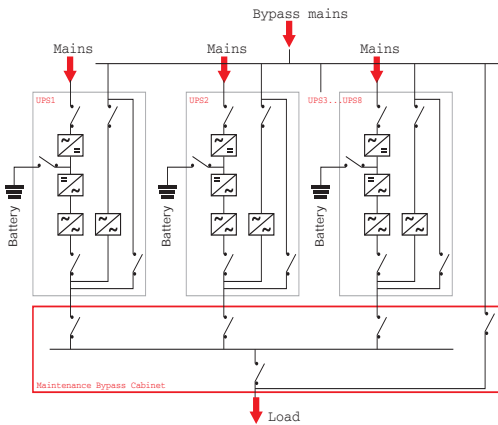 Bypass mains
Mains
Mains
Mains
UPS1
UPS2
UPS3...UPS8
Battery
Battery
Battery
Maintenance Bypass Cabinet
Load